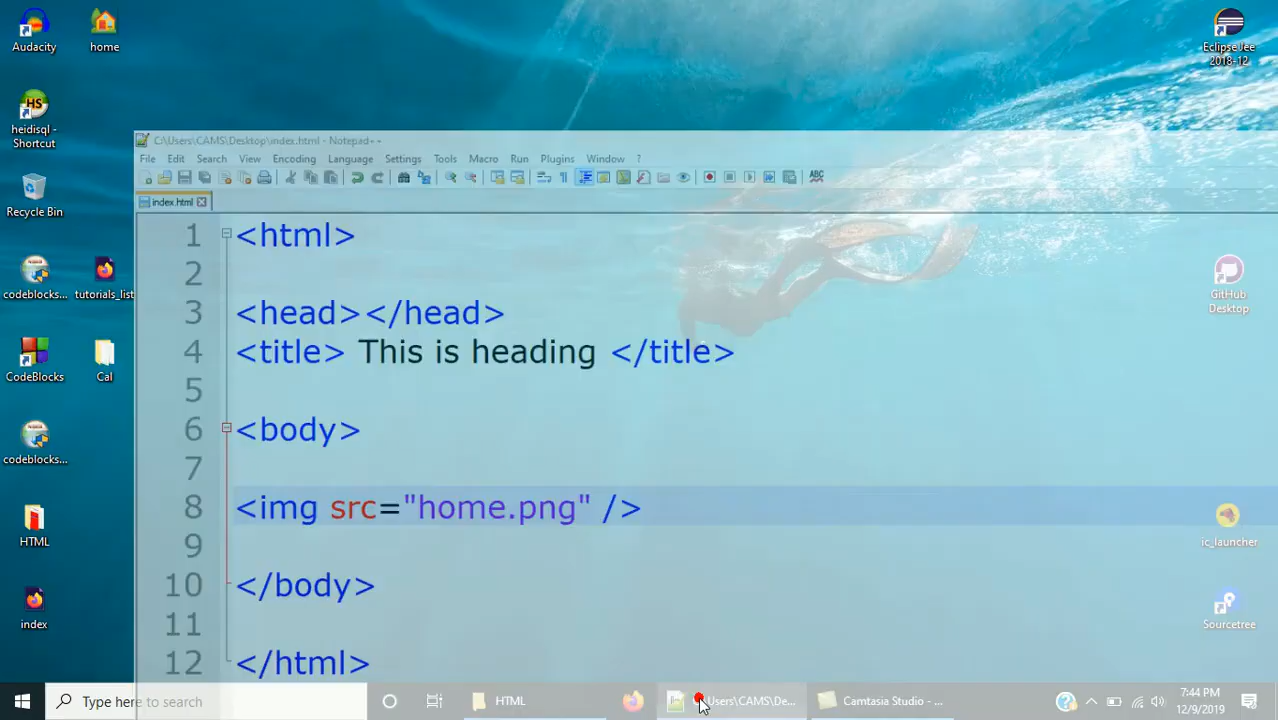 Audacity
home
Eclipse Jee
2018-12
heidisql -
Shortcut
C:\Users\CAMS\Desktop\index.html - Notepad++
File Edit Search View Encoding Language Settings Tools Macro Run Plugins Window ?
ABC
Recycle Bin
index.html
1 <html>
2
codeblocks...
tutorials_list
GitHub
Desktop
3 <head></head>
4 <title> This is heading </title>
CodeBlocks
Cal
5
6 <body>
codeblocks...
7
8 <img src="home.png" />
HTML
9
ic_launcher
10 </body>
index
11
Sourcetree
12 </html>
Type here to search
HTML
Users\CAMS\De...
Camtasia Studio - ...
7:44 PM
12/9/2019